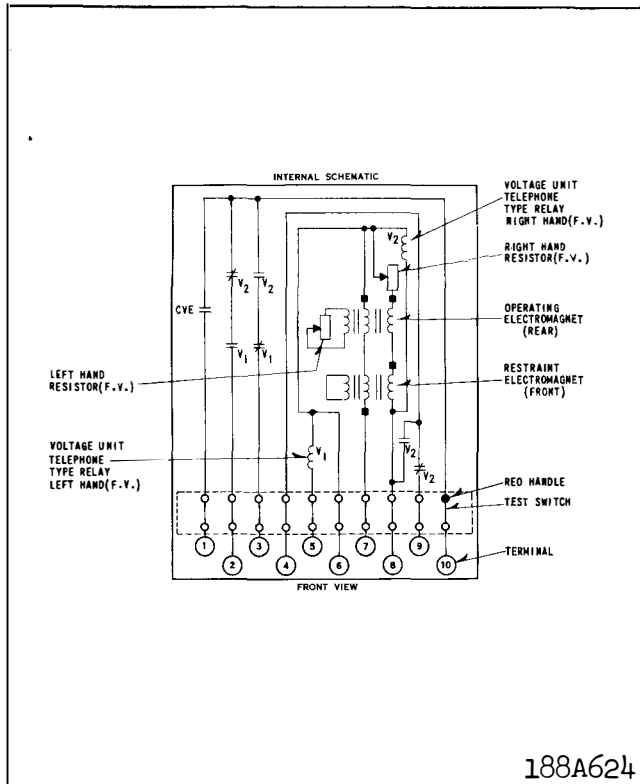 INTERNAL SCHEMATIC
VOLTAGE UNIT
TELEPHONE
TYPE RELAY
RIGHT HAND(F.V.)
V2
RIGHT HAND
RESISTOR(F.V.)
V2
V2
CVE
OPERATING
ELECTROMAGNET
(REAR)
V1
V1
LEFT HAND
RESISTOR(F.V.)
RESTRAINT
ELECTROMAGNET
(FRONT)
VOLTAGE UNIT
TELEPHONE
TYPE RELAY
LEFT HAND(F.V.)
V1
V2
V2
RED HANDLE
TEST SWITCH
1
2
3
4
5
6
7
8
9
10
TERMINAL
FRONT VIEW
188A624